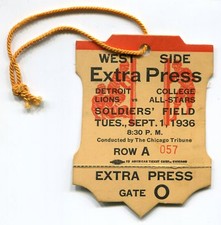 WEST SIDE
Extra Press
DETROIT COLLEGE
LIONS vs ALL-STARS
SOLDIERS' FIELD
TUES., SEPT. 1, 1936
8:30 P. M.
Conducted by The Chicago Tribune
ROW A 057
EXTRA PRESS
GATE O